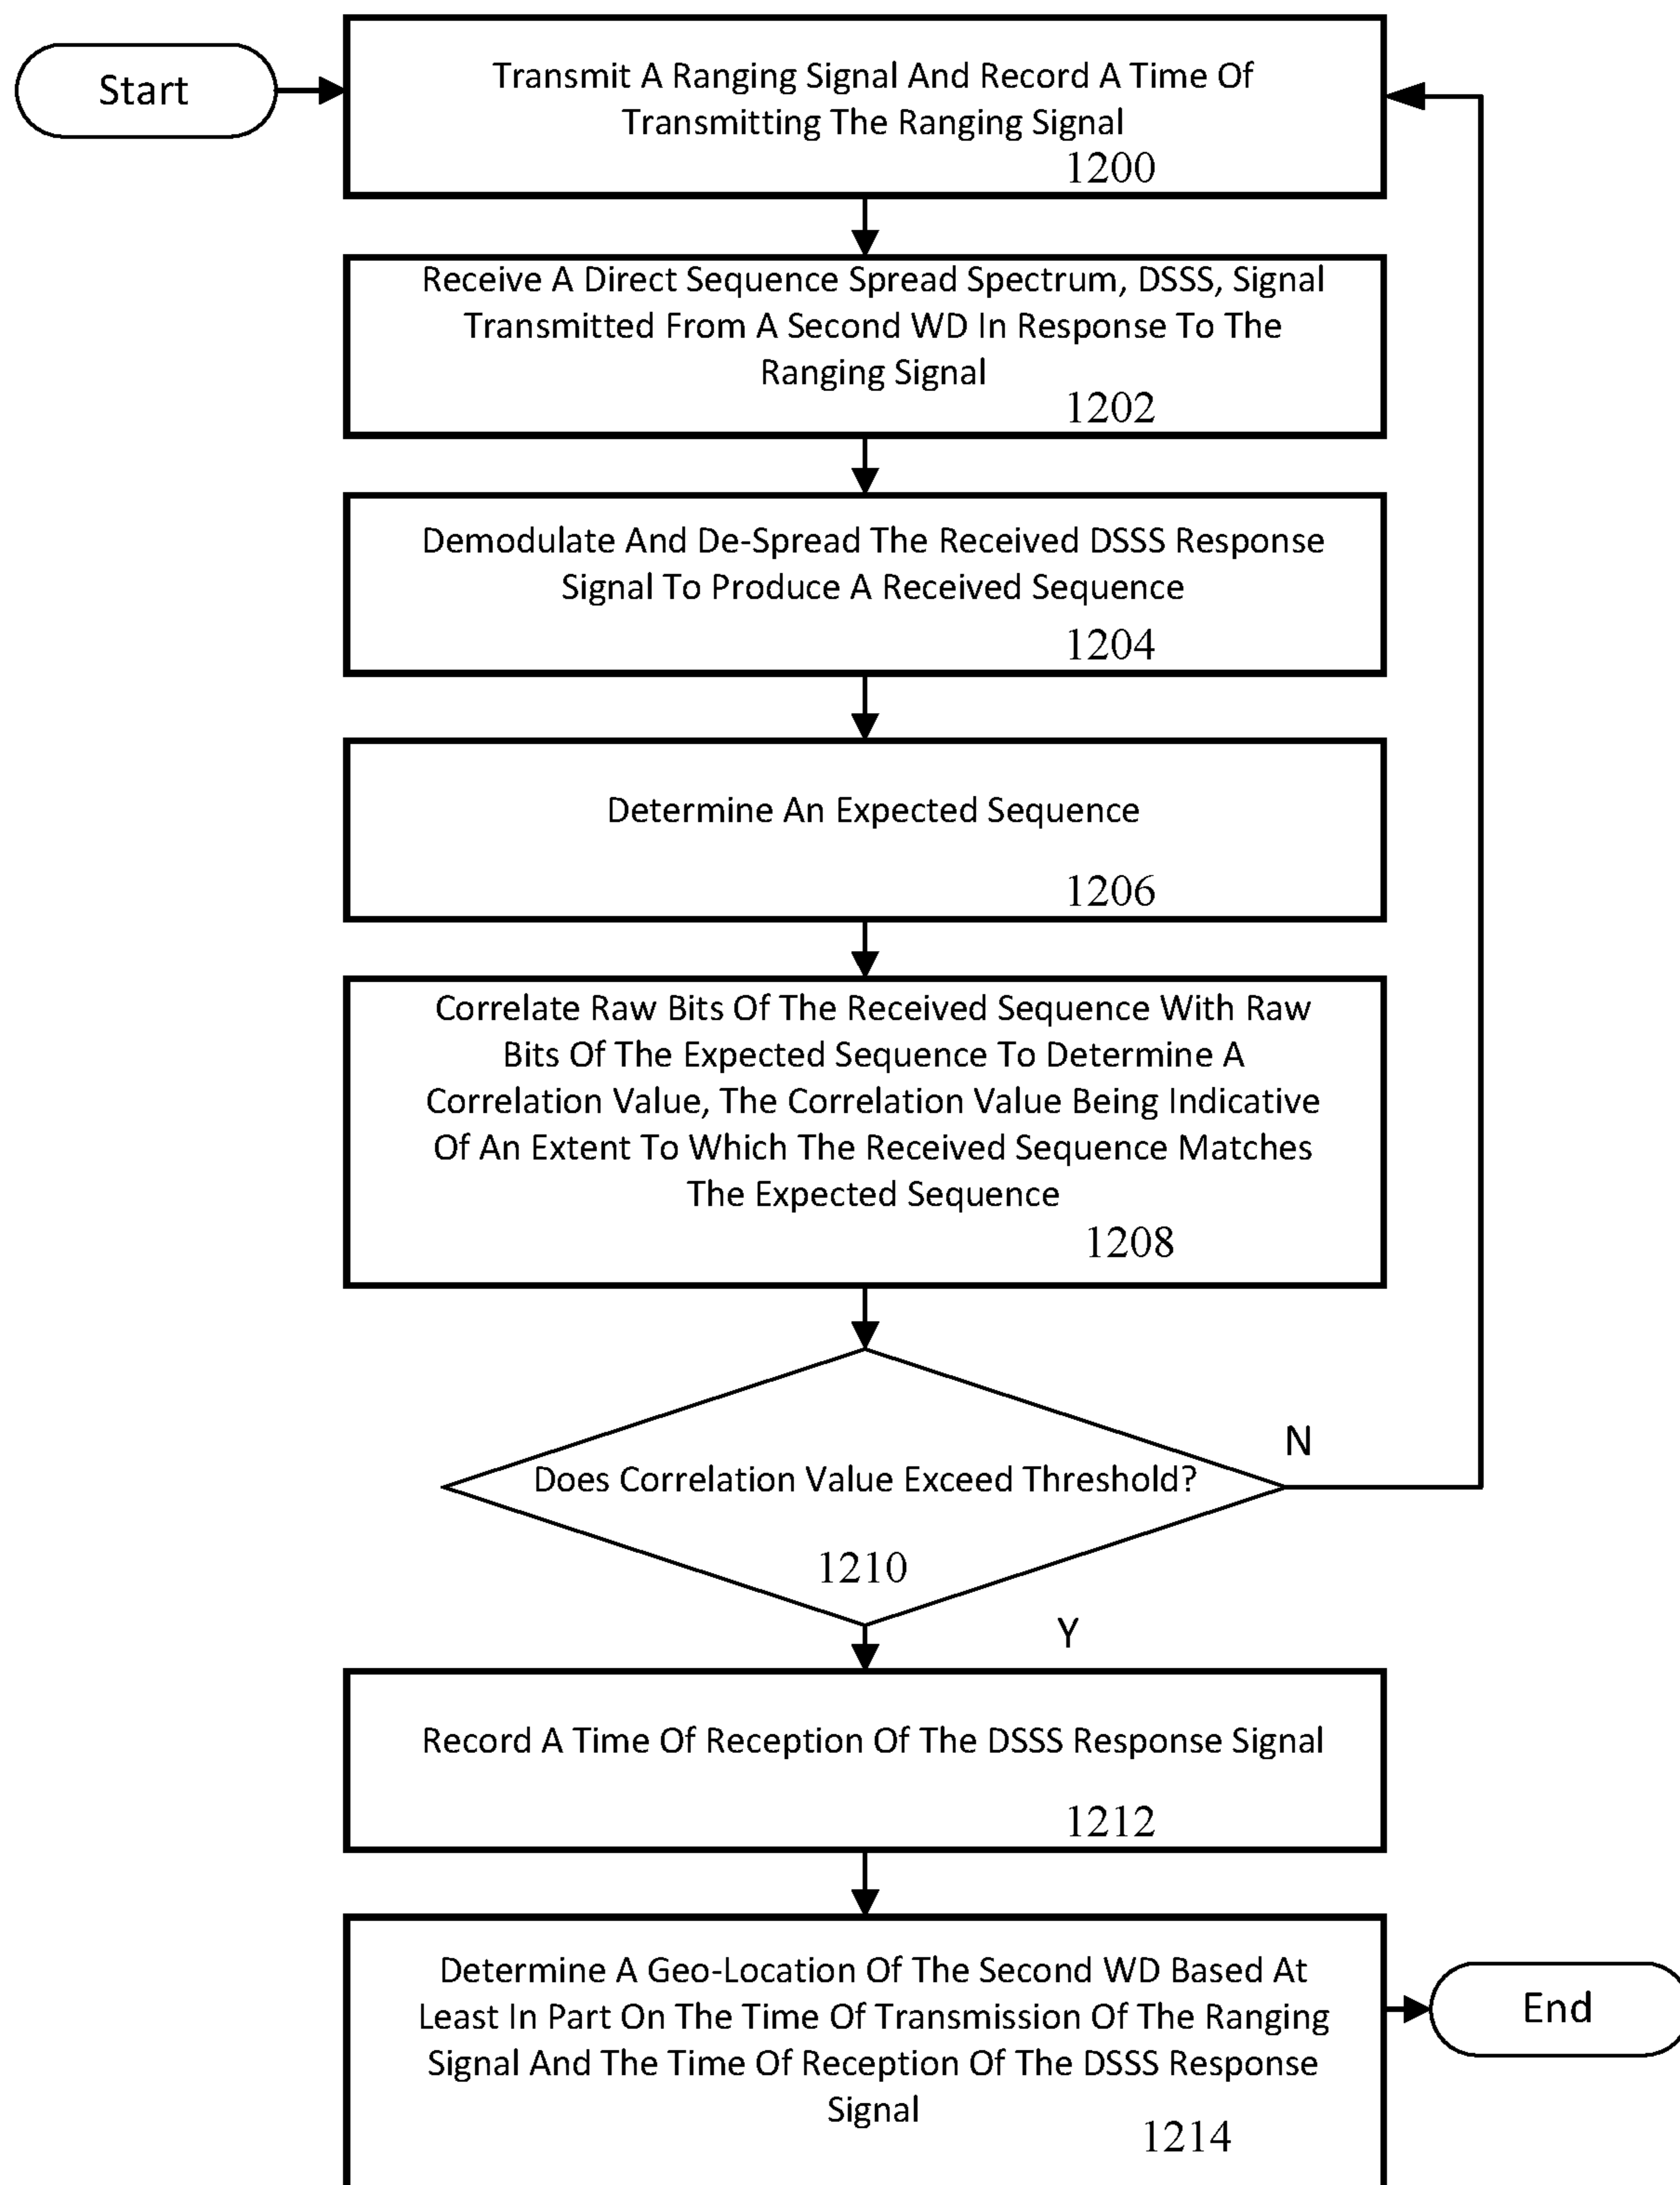 Start
Transmit A Ranging Signal And Record A Time Of
Transmitting The Ranging Signal
1200
Receive A Direct Sequence Spread Spectrum, DSSS, Signal
Transmitted From A Second WD In Response To The
Ranging Signal
1202
Demodulate And De-Spread The Received DSSS Response
Signal To Produce A Received Sequence
1204
Determine An Expected Sequence
1206
Correlate Raw Bits Of The Received Sequence With Raw
Bits Of The Expected Sequence To Determine A
Correlation Value, The Correlation Value Being Indicative
Of An Extent To Which The Received Sequence Matches
The Expected Sequence
1208
N
Does Correlation Value Exceed Threshold?
1210
Y
Record A Time Of Reception Of The DSSS Response Signal
1212
Determine A Geo-Location Of The Second WD Based At
Least In Part On The Time Of Transmission Of The Ranging
Signal And The Time Of Reception Of The DSSS Response
Signal
1214
End